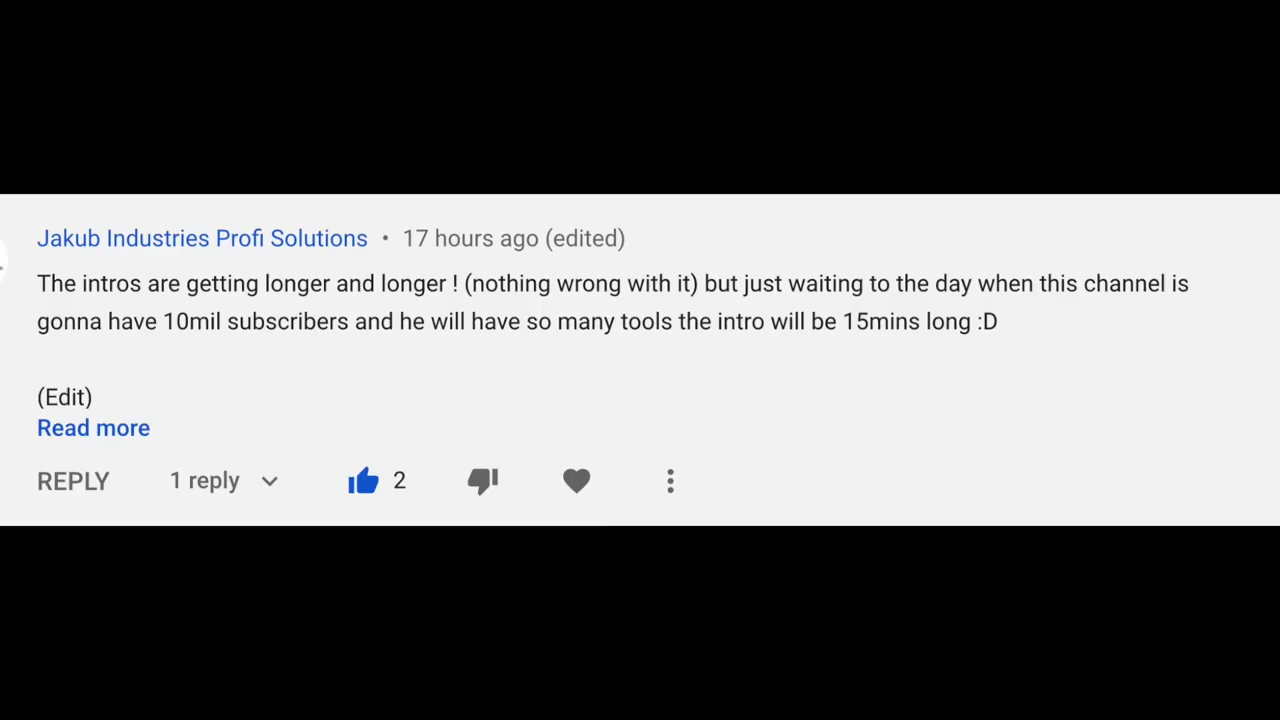 Jakub Industries Profi Solutions • 17 hours ago (edited)
The intros are getting longer and longer ! (nothing wrong with it) but just waiting to the day when this channel is
gonna have 10mil subscribers and he will have so many tools the intro will be 15mins long :D
(Edit)
Read more
REPLY 1 reply 2